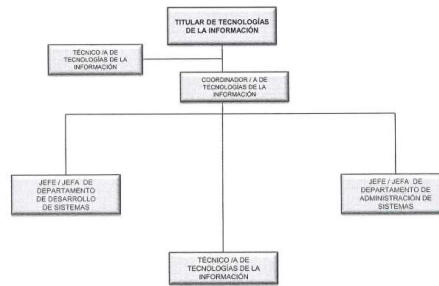 TITULAR DE TECNOLOGÍAS
DE LA INFORMACIÓN
TÉCNICO /A DE
TECNOLOGÍAS DE LA
INFORMACIÓN
COORDINADOR / A DE
TECNOLOGÍAS DE LA
INFORMACIÓN
JEFE / JEFA DE
DEPARTAMENTO
DE DESARROLLO
DE SISTEMAS
JEFE / JEFA DE
DEPARTAMENTO DE
ADMINISTRACIÓN DE
SISTEMAS
TÉCNICO /A DE
TECNOLOGÍAS DE LA
INFORMACIÓN